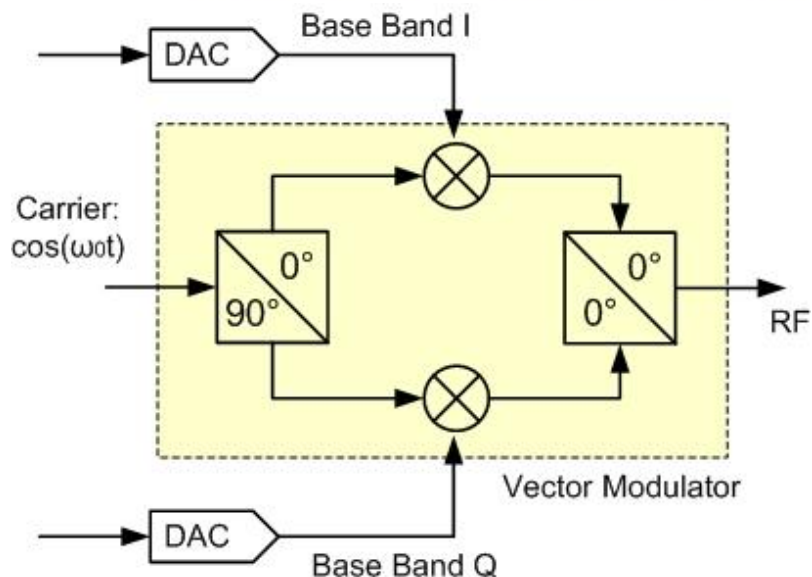 Base Band I
DAC
Carrier:
cos(ω₀t)
0°
90°
0°
0°
RF
Vector Modulator
DAC
Base Band Q